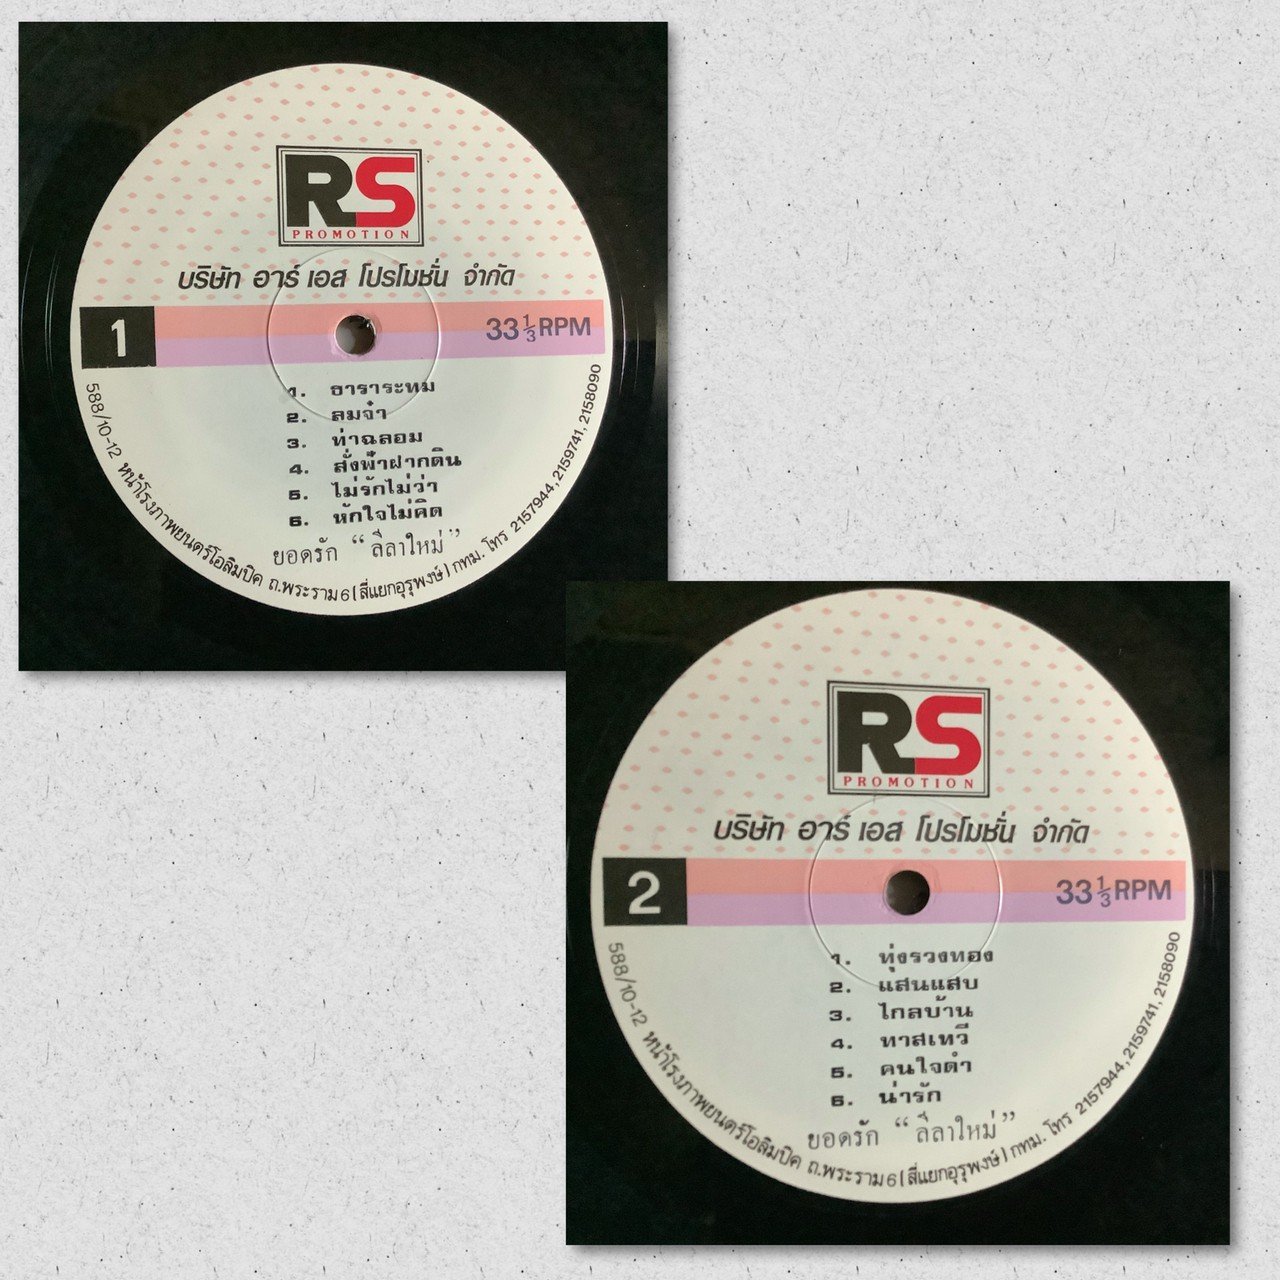 RS
PROMOTION
บริษัท อาร์ เอส โปรโมชั่น จำกัด
1
33 1/3 RPM
1. ธาราระทม
2. ลมจ๋า
3. ท่าฉลอม
4. สั่งฟ้าฝากดิน
5. ไม่รักไม่ว่า
6. หักใจไม่คิด
ยอดรัก “ลีลาใหม่”
588/10-12 หน้าโรงภาพยนตร์โอลิมปิค ถ.พระราม 6 (สี่แยกอุรุพงษ์) กทม. โทร 2157944, 2159741, 2158090
RS
PROMOTION
บริษัท อาร์ เอส โปรโมชั่น จำกัด
2
33 1/3 RPM
1. ทุ่งรวงทอง
2. แสนแสบ
3. ไกลบ้าน
4. ทาสเทวี
5. คนใจดำ
6. น่ารัก
ยอดรัก “ลีลาใหม่”
588/10-12 หน้าโรงภาพยนตร์โอลิมปิค ถ.พระราม 6 (สี่แยกอุรุพงษ์) กทม. โทร 2157944, 2159741, 2158090